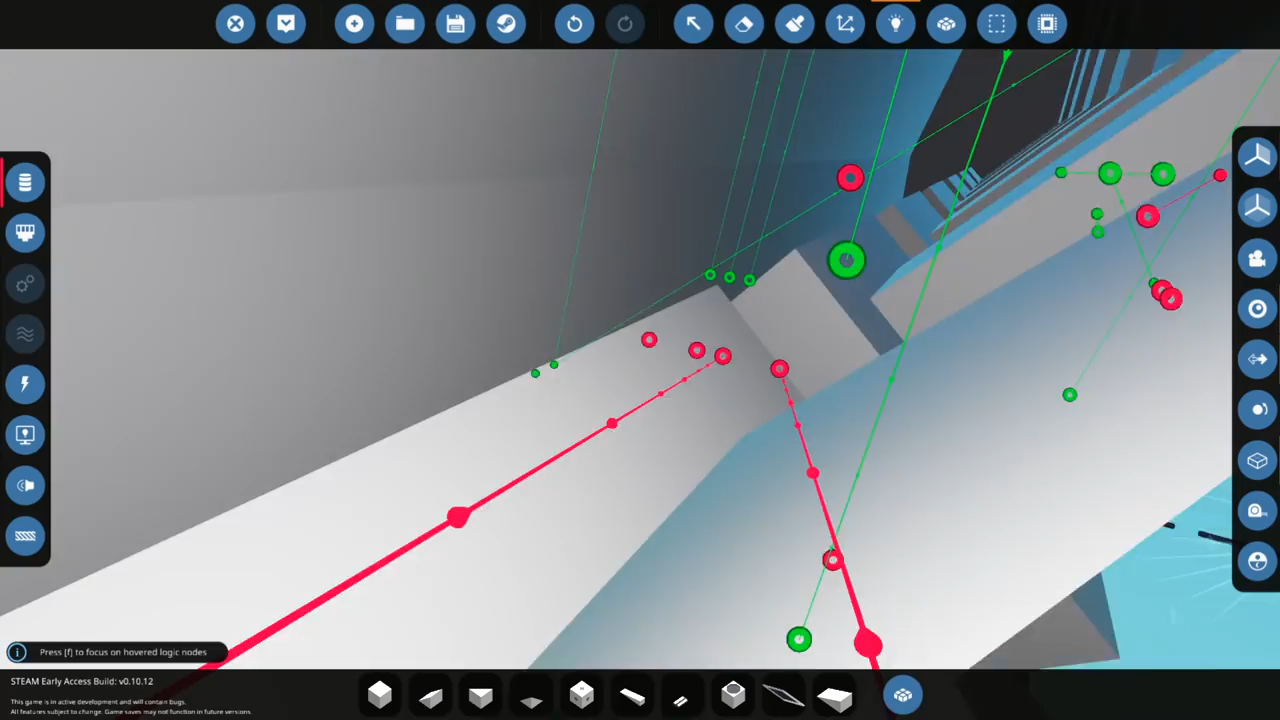 Press [f] to focus on hovered logic nodes
STEAM Early Access Build: v0.10.12
This game is in active development and will contain bugs.
All features subject to change. Game saves may not function in future versions.